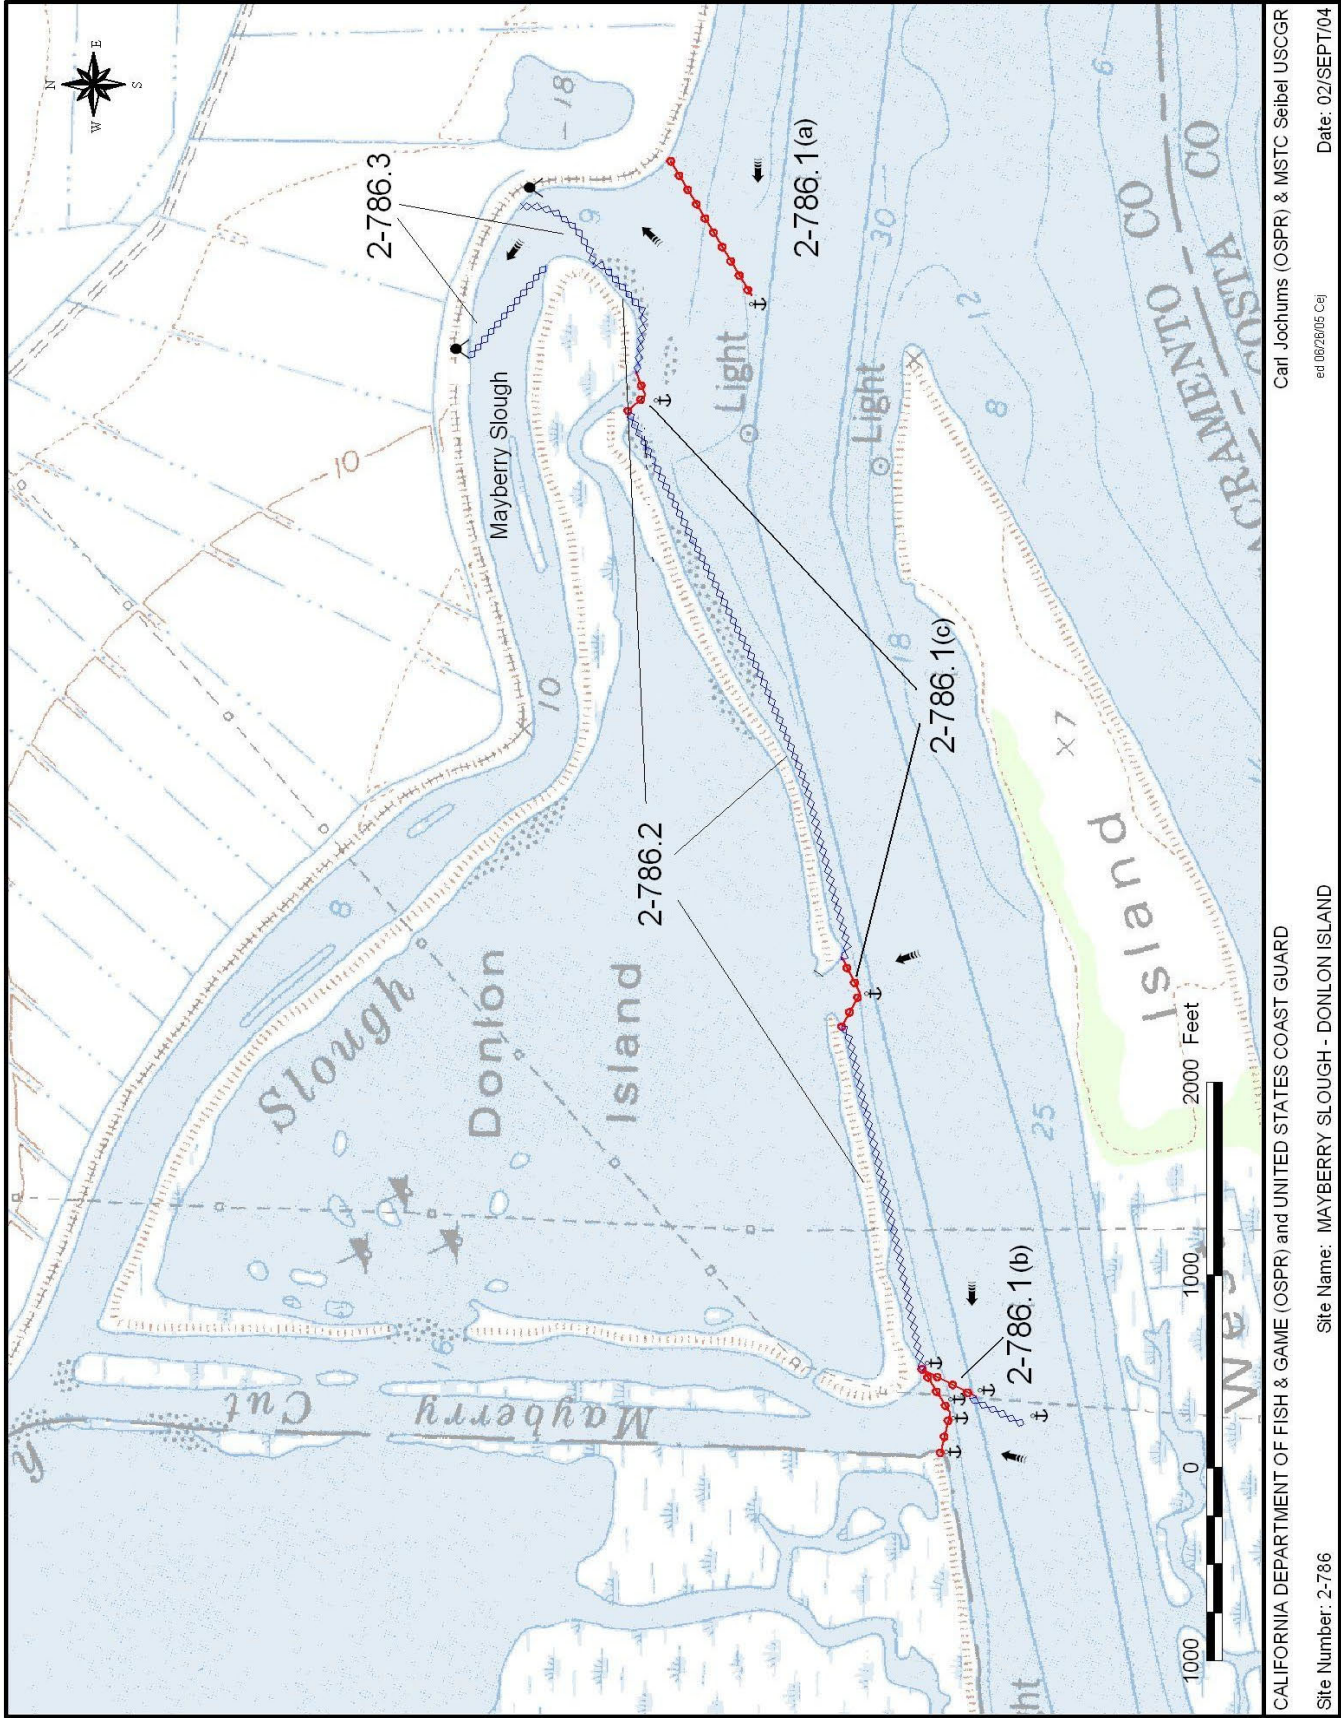 N
W
E
S
18
2-786.3
9
2-786.1(a)
6
30
12
Light
Light
8
Mayberry Slough
10
10
SACRAMENTO CO
CONTRA COSTA CO
18
2-786.1(c)
2-786.2
x 7
8
Slough
Donlon
Island
Island
25
16
2-786.1(b)
Mayberry
Cut
West
1000
0
1000
2000 Feet
CALIFORNIA DEPARTMENT OF FISH & GAME (OSPR) and UNITED STATES COAST GUARD
Carl Jochums (OSPR) & MSTC Seibel USCGR
ed 06/28/05 Cej
Site Number: 2-786
Site Name: MAYBERRY SLOUGH - DONLON ISLAND
Date: 02/SEPT/04